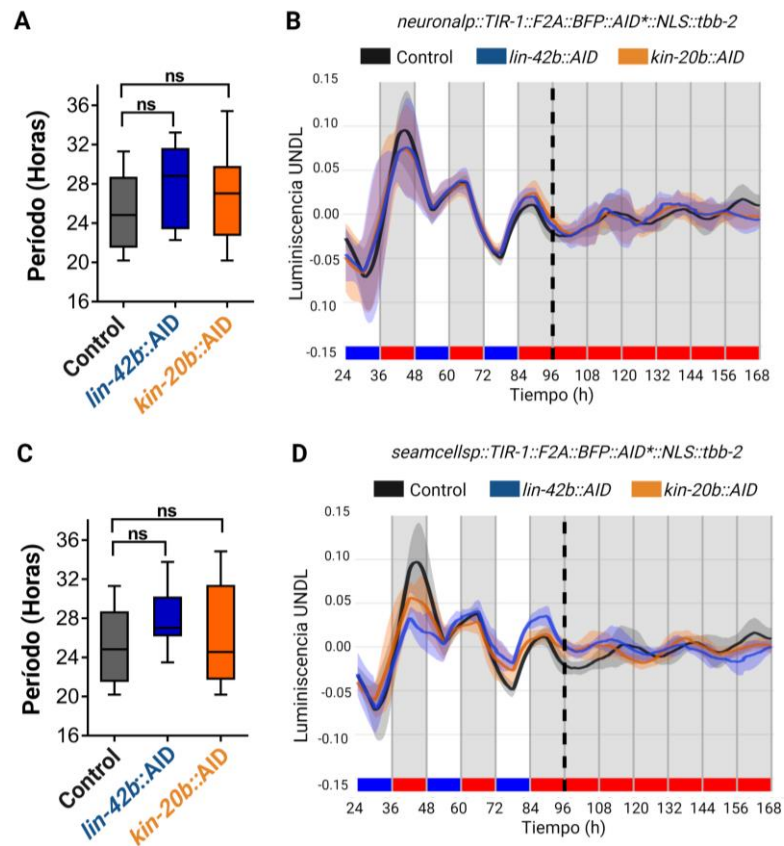 A
Período (Horas)
36
32
28
24
20
16
ns
ns
Control
lin-42b::AID
kin-20b::AID
B
neuronalp::TIR-1::F2A::BFP::AID*::NLS::tbb-2
Control lin-42b::AID kin-20b::AID
Luminiscencia UNDL
0.15
0.10
0.05
0.00
-0.05
0.10
-0.15
24 36 48 60 72 84 96 108 120 132 144 156 168
Tiempo (h)
C
Período (Horas)
36
32
28
24
20
16
ns
ns
Control
lin-42b::AID
kin-20b::AID
D
seamcellsp::TIR-1::F2A::BFP::AID*::NLS::tbb-2
Control lin-42b::AID kin-20b::AID
Luminiscencia UNDL
0.15
0.10
0.05
0.00
-0.05
-0.10
-0.15
24 36 48 60 72 84 96 108 120 132 144 156 168
Tiempo (h)